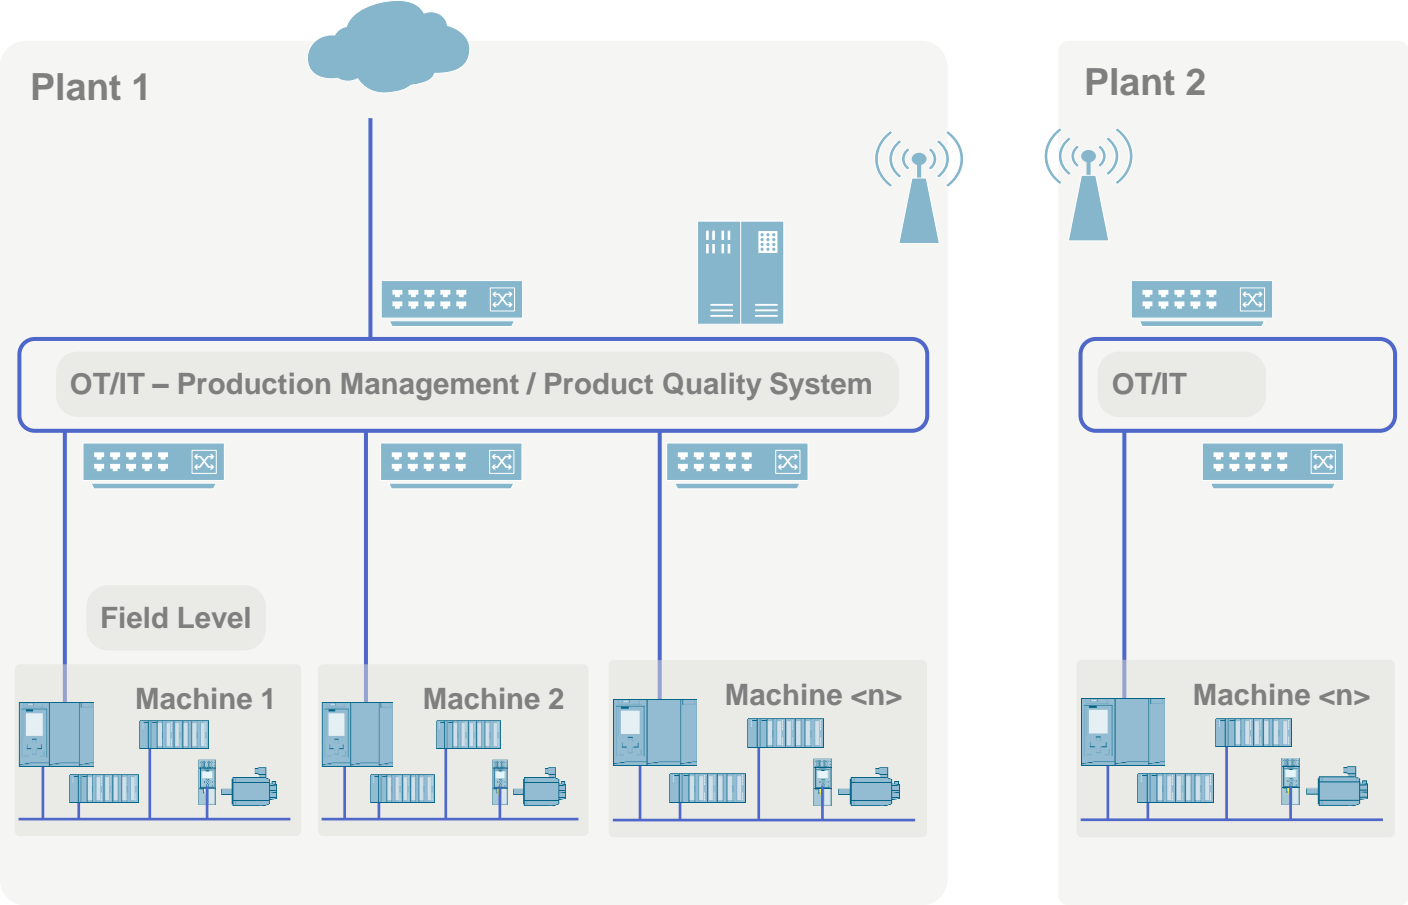 Plant 1
Plant 2
OT/IT – Production Management / Product Quality System
OT/IT
Field Level
Machine 1
Machine 2
Machine <n>
Machine <n>